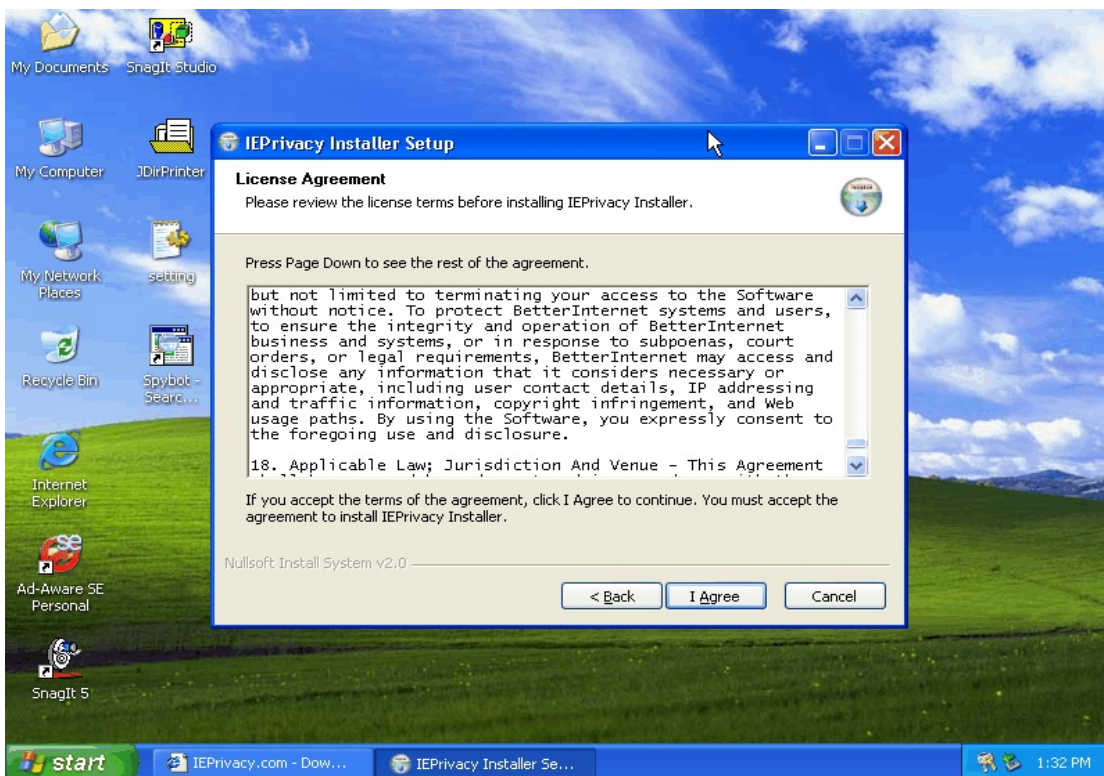 My Documents
SnagIt Studio
My Computer
JDirPrinter
My Network
Places
setting
Recycle Bin
Spybot -
Searc...
Internet
Explorer
Ad-Aware SE
Personal
SnagIt 5
IEPrivacy Installer Setup
License Agreement
Please review the license terms before installing IEPrivacy Installer.
Press Page Down to see the rest of the agreement.
but not limited to terminating your access to the Software
without notice. To protect BetterInternet systems and users,
to ensure the integrity and operation of BetterInternet
business and systems, or in response to subpoenas, court
orders, or legal requirements, BetterInternet may access and
disclose any information that it considers necessary or
appropriate, including user contact details, IP addressing
and traffic information, copyright infringement, and Web
usage paths. By using the Software, you expressly consent to
the foregoing use and disclosure.
18. Applicable Law; Jurisdiction And Venue - This Agreement
If you accept the terms of the agreement, click I Agree to continue. You must accept the
agreement to install IEPrivacy Installer.
Nullsoft Install System v2.0
< Back
I Agree
Cancel
start
IEPrivacy.com - Dow...
IEPrivacy Installer Se...
1:32 PM